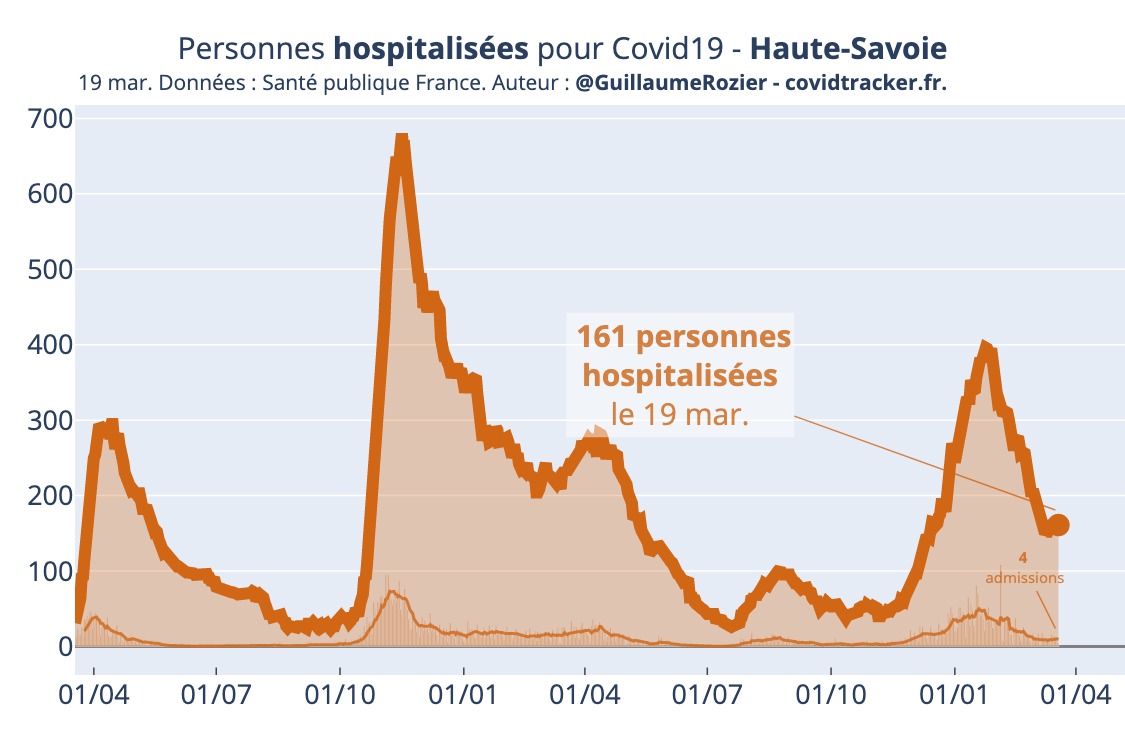 Personnes hospitalisées pour Covid19 - Haute-Savoie
19 mar. Données : Santé publique France. Auteur : @GuillaumeRozier - covidtracker.fr.
700
600
500
400
300
200
100
0
161 personnes
hospitalisées
le 19 mar.
4
admissions
01/04 01/07 01/10 01/01 01/04 01/07 01/10 01/01 01/04